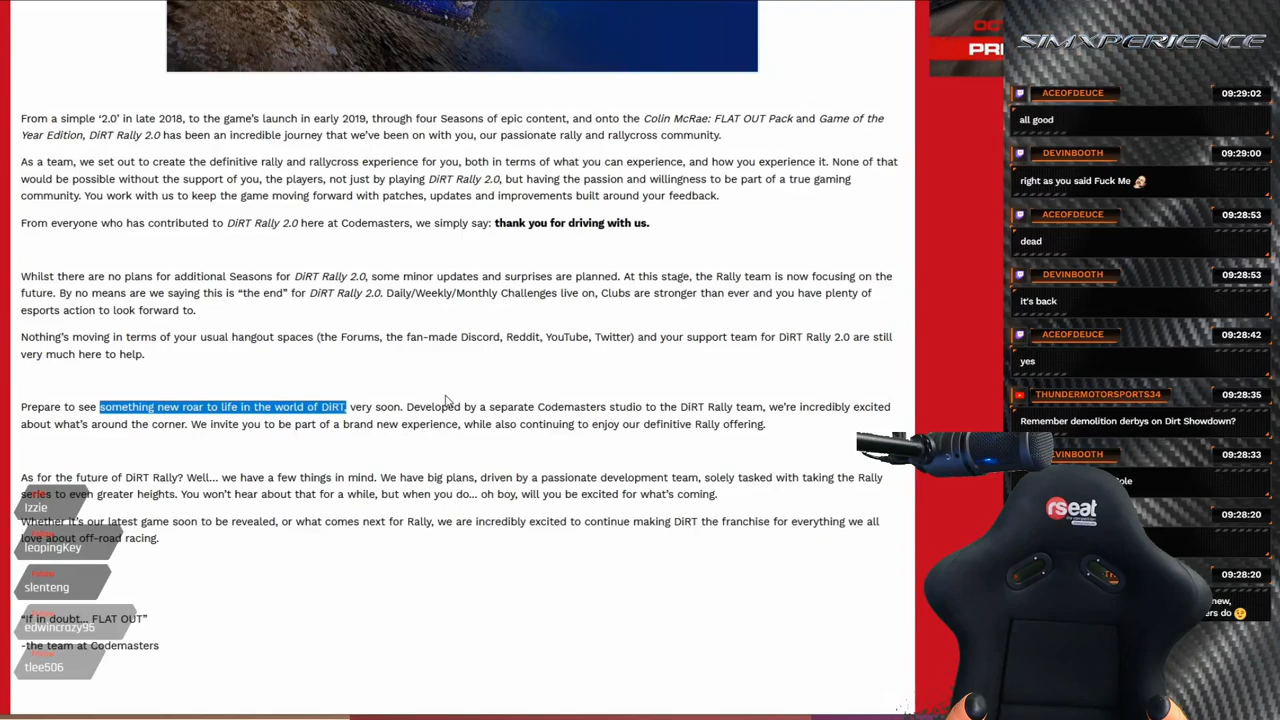 From a simple ‘2.0’ in late 2018, to the game’s launch in early 2019, through four Seasons of epic content, and onto the Colin McRae: FLAT OUT Pack and Game of the
Year Edition, DiRT Rally 2.0 has been an incredible journey that we’ve been on with you, our passionate rally and rallycross community.
As a team, we set out to create the definitive rally and rallycross experience for you, both in terms of what you can experience, and how you experience it. None of that
would be possible without the support of you, the players, not just by playing DiRT Rally 2.0, but having the passion and willingness to be part of a true gaming
community. You work with us to keep the game moving forward with patches, updates and improvements built around your feedback.
From everyone who has contributed to DiRT Rally 2.0 here at Codemasters, we simply say: thank you for driving with us.
Whilst there are no plans for additional Seasons for DiRT Rally 2.0, some minor updates and surprises are planned. At this stage, the Rally team is now focusing on the
future. By no means are we saying this is “the end” for DiRT Rally 2.0. Daily/Weekly/Monthly Challenges live on, Clubs are stronger than ever and you have plenty of
esports action to look forward to.
Nothing’s moving in terms of your usual hangout spaces (the Forums, the fan-made Discord, Reddit, YouTube, Twitter) and your support team for DiRT Rally 2.0 are still
very much here to help.
Prepare to see something new roar to life in the world of DiRT, very soon. Developed by a separate Codemasters studio to the DiRT Rally team, we’re incredibly excited
about what’s around the corner. We invite you to be part of a brand new experience, while also continuing to enjoy our definitive Rally offering.
As for the future of DiRT Rally? Well… we have a few things in mind. We have big plans, driven by a passionate development team, solely tasked with taking the Rally
series to even greater heights. You won’t hear about that for a while, but when you do… oh boy, will you be excited for what’s coming.
Whether it’s our latest game soon to be revealed, or what comes next for Rally, we are incredibly excited to continue making DiRT the franchise for everything we all
love about off-road racing.
“If in doubt… FLAT OUT”
-the team at Codemasters
Izzie
leapingKey
slenteng
edwincrazy95
tlee506
PRE
SIMXPERIENCE
ACEOFDEUCE 09:29:02
all good
DEVINBOOTH 09:29:00
right as you said Fuck Me
ACEOFDEUCE 09:28:53
dead
DEVINBOOTH 09:28:53
it's back
ACEOFDEUCE 09:28:42
yes
THUNDERMOTORSPORTS34 09:28:35
Remember demolition derbys on Dirt Showdown?
DEVINBOOTH 09:28:33
09:28:20
09:28:20
new,
do
rseat